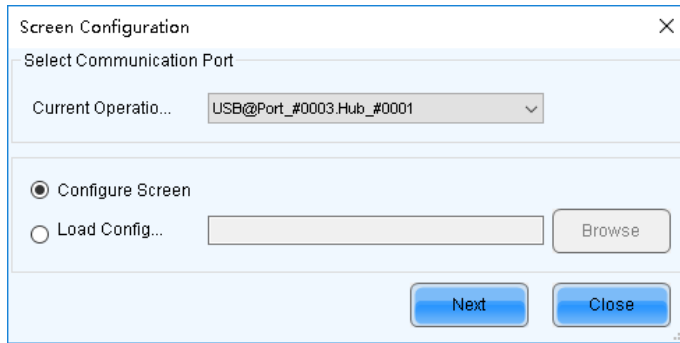 Screen Configuration
Select Communication Port
Current Operatio... USB@Port_#0003.Hub_#0001
Configure Screen
Load Config... Browse
Next Close